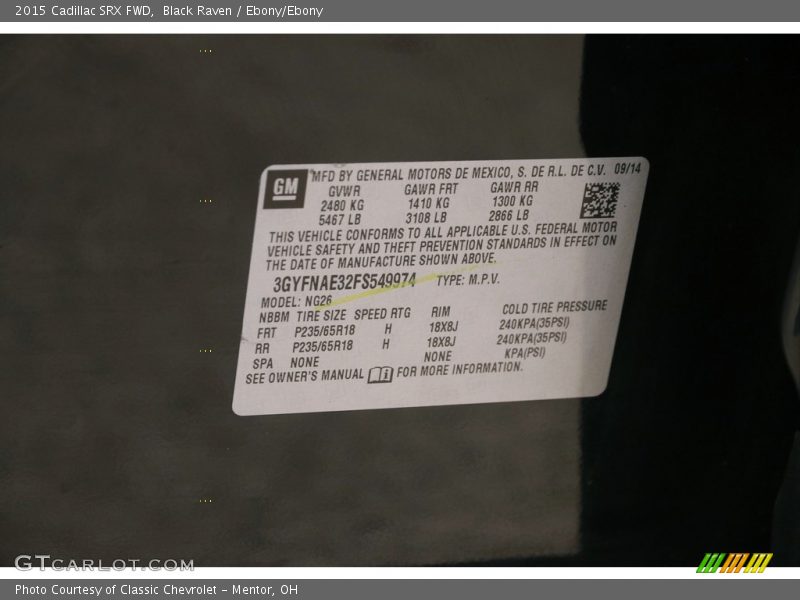 2015 Cadillac SRX FWD, Black Raven / Ebony/Ebony
GM
MFD BY GENERAL MOTORS DE MEXICO, S. DE R.L. DE C.V. 09/14
GVWR GAWR FRT GAWR RR
2480 KG 1410 KG 1300 KG
5467 LB 3108 LB 2866 LB
THIS VEHICLE CONFORMS TO ALL APPLICABLE U.S. FEDERAL MOTOR
VEHICLE SAFETY AND THEFT PREVENTION STANDARDS IN EFFECT ON
THE DATE OF MANUFACTURE SHOWN ABOVE.
3GYFNAE32FS549974 TYPE: M.P.V.
MODEL: NG26
NBBM TIRE SIZE SPEED RTG RIM COLD TIRE PRESSURE
FRT P235/65R18 H 18X8J 240KPA(35PSI)
RR P235/65R18 H 18X8J 240KPA(35PSI)
SPA NONE NONE KPA(PSI)
SEE OWNER'S MANUAL FOR MORE INFORMATION.
GTCARLOT.COM
Photo Courtesy of Classic Chevrolet - Mentor, OH